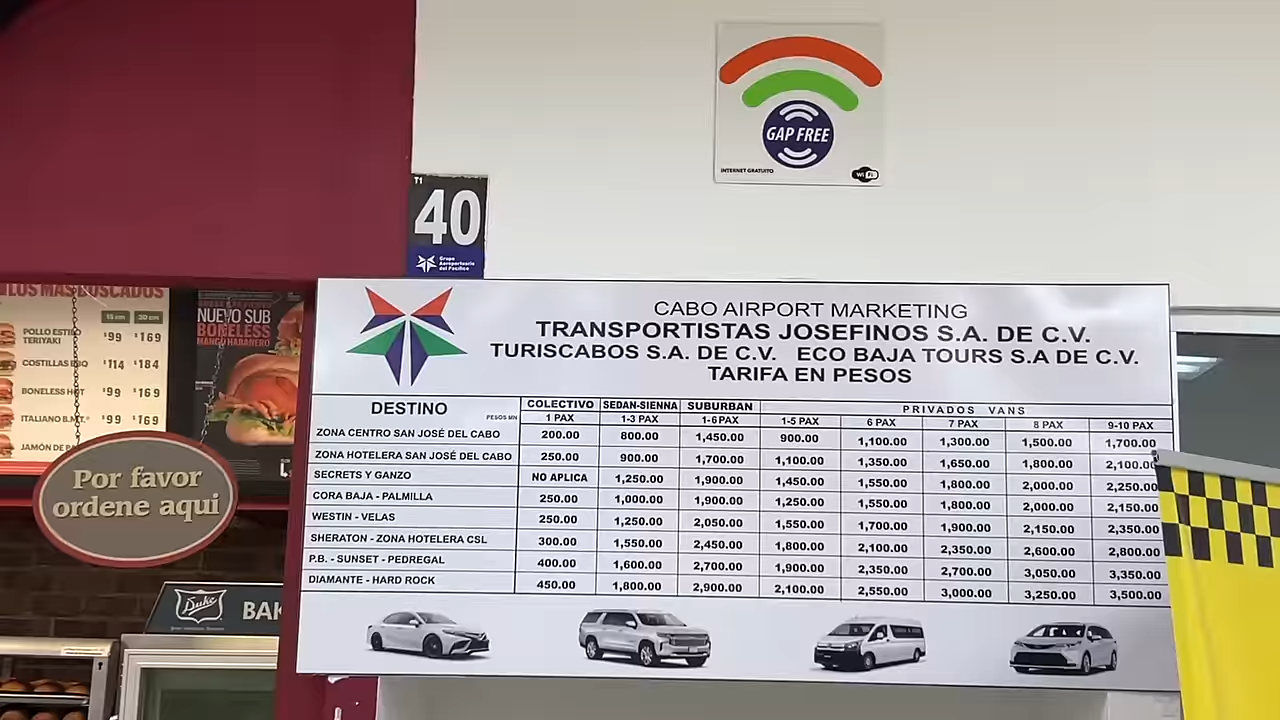 GAP FREE
INTERNET GRATUITO
Wi Fi
T1
40
Grupo
Aeroportuario
del Pacífico
LOS MÁS BUSCADOS
15 cm 30 cm
POLLO ESTILO
TERIYAKI $99 $169
COSTILLAS BBQ $114 $184
BONELESS HOT $99 $169
ITALIANO B.M.T. $99 $169
JAMÓN DE
NUEVO SUB
BONELESS
MANGO HABANERO
Por favor
ordene aquí
Duke
BAK
CABO AIRPORT MARKETING
TRANSPORTISTAS JOSEFINOS S.A. DE C.V.
TURISCABOS S.A. DE C.V. ECO BAJA TOURS S.A DE C.V.
TARIFA EN PESOS
DESTINO PESOS MN COLECTIVO SEDAN-SIENNA SUBURBAN PRIVADOS VANS
1 PAX 1-3 PAX 1-6 PAX 1-5 PAX 6 PAX 7 PAX 8 PAX 9-10 PAX
ZONA CENTRO SAN JOSÉ DEL CABO 200.00 800.00 1,450.00 900.00 1,100.00 1,300.00 1,500.00 1,700.00
ZONA HOTELERA SAN JOSÉ DEL CABO 250.00 900.00 1,700.00 1,100.00 1,350.00 1,650.00 1,800.00 2,100.00
SECRETS Y GANZO NO APLICA 1,250.00 1,900.00 1,450.00 1,550.00 1,800.00 2,000.00 2,250.00
CORA BAJA - PALMILLA 250.00 1,000.00 1,900.00 1,250.00 1,550.00 1,800.00 2,000.00 2,150.00
WESTIN - VELAS 250.00 1,250.00 2,050.00 1,550.00 1,700.00 1,900.00 2,150.00 2,350.00
SHERATON - ZONA HOTELERA CSL 300.00 1,550.00 2,450.00 1,800.00 2,100.00 2,350.00 2,600.00 2,800.00
P.B. - SUNSET - PEDREGAL 400.00 1,600.00 2,700.00 1,900.00 2,350.00 2,700.00 3,050.00 3,350.00
DIAMANTE - HARD ROCK 450.00 1,800.00 2,900.00 2,100.00 2,550.00 3,000.00 3,250.00 3,500.00